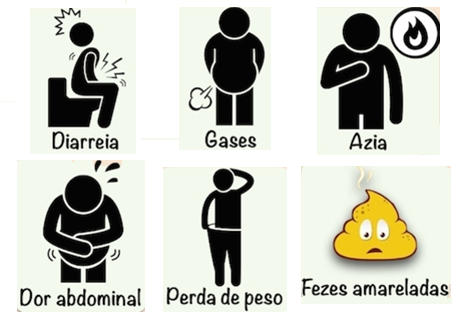 Diarreia
Gases
Azia
Dor abdominal
Perda de peso
Fezes amareladas